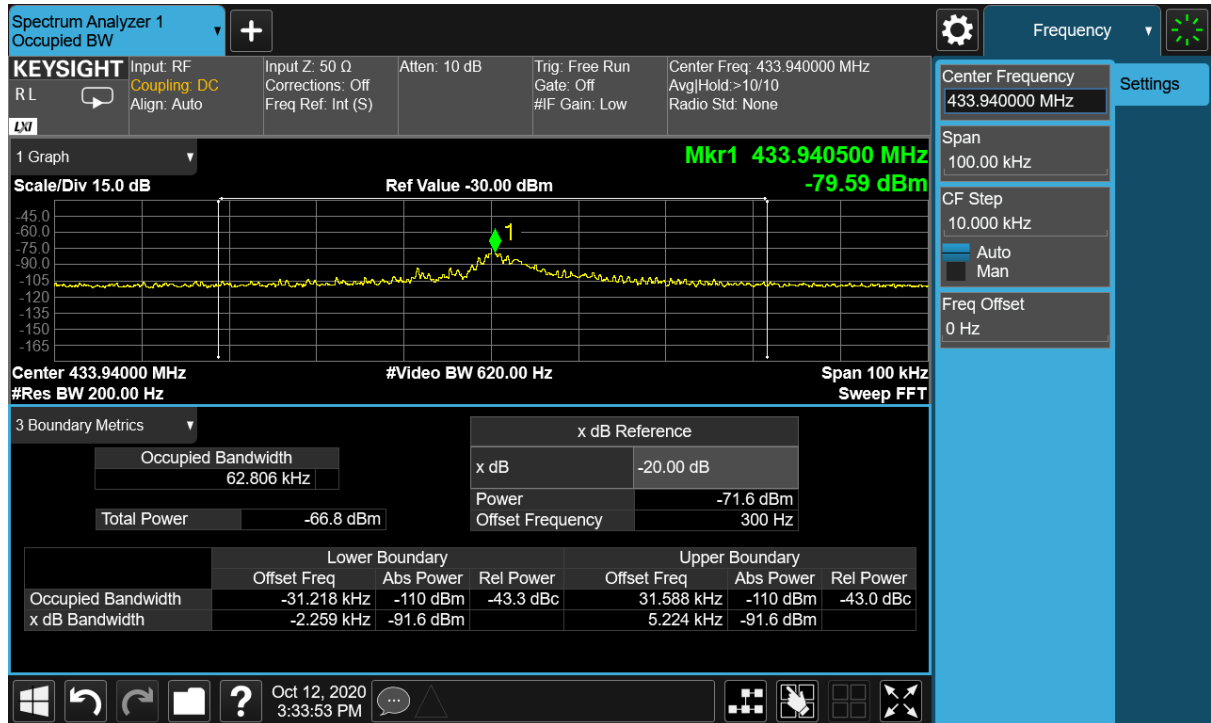 Spectrum Analyzer 1
Occupied BW
Frequency
KEYSIGHT
R L
LXI
Input: RF
Coupling: DC
Align: Auto
Input Z: 50 Ω
Corrections: Off
Freq Ref: Int (S)
Atten: 10 dB
Trig: Free Run
Gate: Off
#IF Gain: Low
Center Freq: 433.940000 MHz
Avg|Hold:>10/10
Radio Std: None
Center Frequency
433.940000 MHz
Settings
Span
100.00 kHz
CF Step
10.000 kHz
Auto
Man
Freq Offset
0 Hz
1 Graph
Mkr1 433.940500 MHz
-79.59 dBm
Scale/Div 15.0 dB
Ref Value -30.00 dBm
1
-45.0
-60.0
-75.0
-90.0
-105
-120
-135
-150
-165
Center 433.94000 MHz
#Video BW 620.00 Hz
Span 100 kHz
#Res BW 200.00 Hz
Sweep FFT
3 Boundary Metrics
Occupied Bandwidth
62.806 kHz
Total Power -66.8 dBm
x dB Reference
x dB -20.00 dB
Power -71.6 dBm
Offset Frequency 300 Hz
Lower Boundary Upper Boundary
Offset Freq Abs Power Rel Power Offset Freq Abs Power Rel Power
Occupied Bandwidth -31.218 kHz -110 dBm -43.3 dBc 31.588 kHz -110 dBm -43.0 dBc
x dB Bandwidth -2.259 kHz -91.6 dBm 5.224 kHz -91.6 dBm
?
Oct 12, 2020
3:33:53 PM